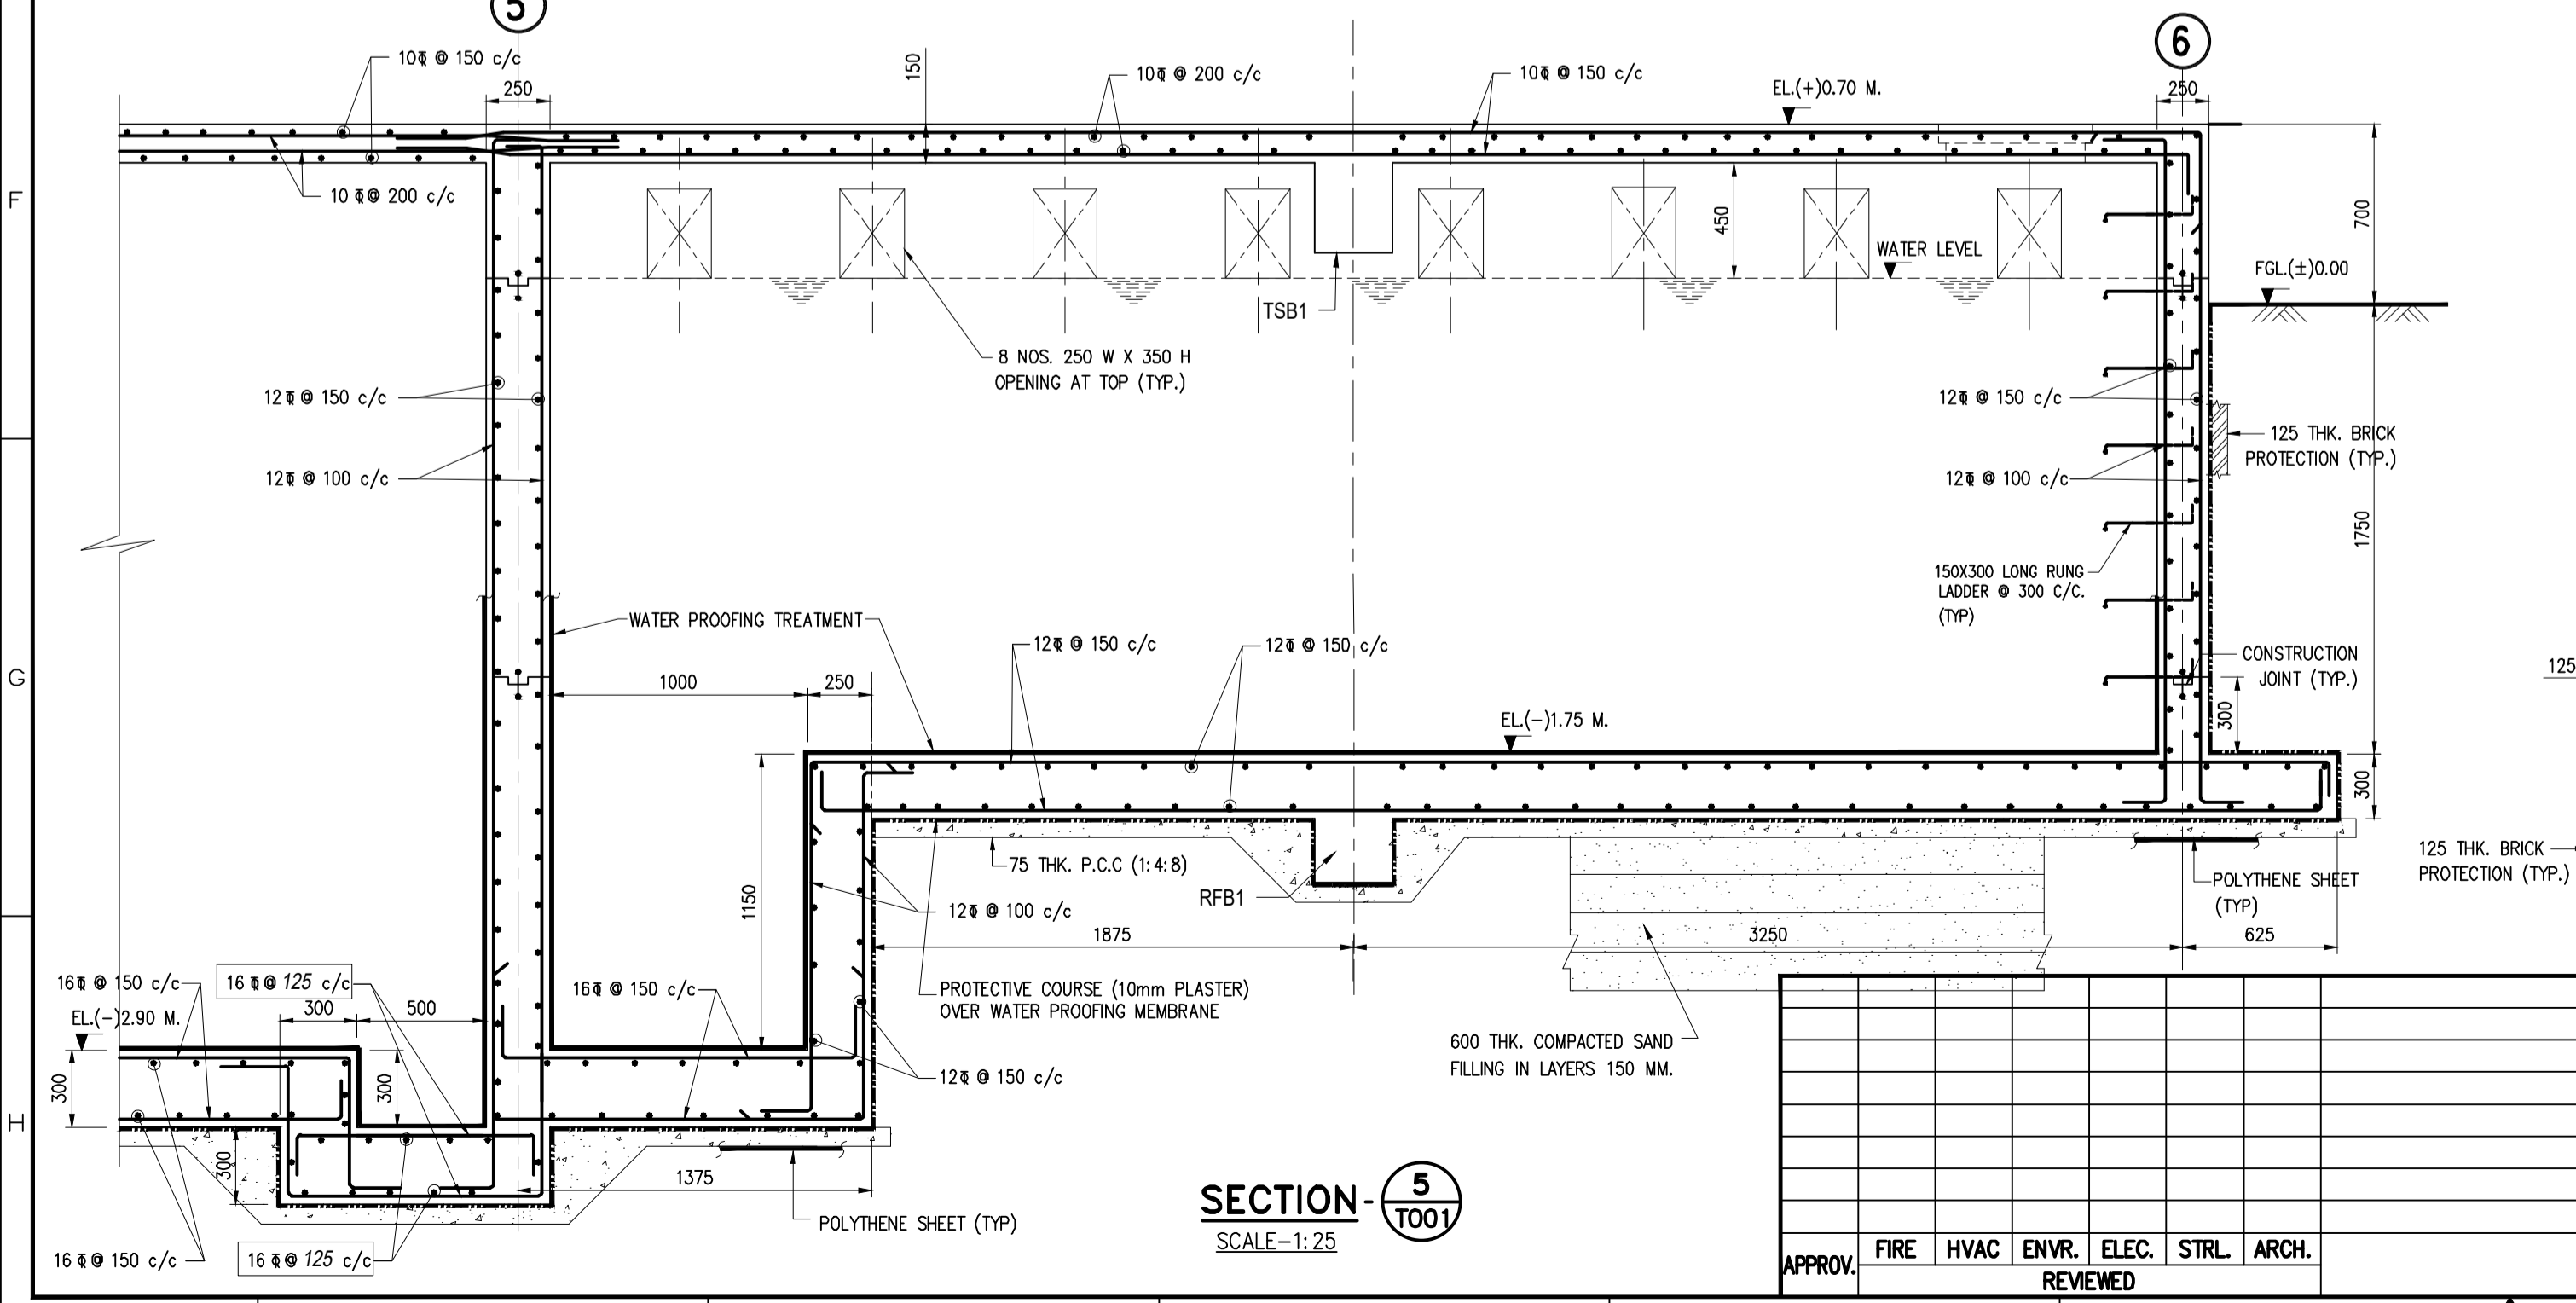 5
6
10Φ @ 150 c/c
250
150
10Φ @ 200 c/c
10Φ @ 150 c/c
EL.(+)0.70 M.
250
F
10 Φ@ 200 c/c
450
700
WATER LEVEL
FGL.(±)0.00
TSB1
8 NOS. 250 W X 350 H
OPENING AT TOP (TYP.)
12Φ @ 150 c/c
12Φ @ 150 c/c
125 THK. BRICK
PROTECTION (TYP.)
12Φ @ 100 c/c
12Φ @ 100 c/c
1750
150X300 LONG RUNG
LADDER @ 300 C/C.
(TYP)
WATER PROOFING TREATMENT
12Φ @ 150 c/c
12Φ @ 150 c/c
G
CONSTRUCTION
JOINT (TYP.)
125
1000
250
300
EL.(-)1.75 M.
300
75 THK. P.C.C (1:4:8)
125 THK. BRICK
PROTECTION (TYP.)
POLYTHENE SHEET
(TYP)
RFB1
1150
12Φ @ 100 c/c
1875
3250
625
16Φ @ 150 c/c
16 Φ @ 125 c/c
16Φ @ 150 c/c
PROTECTIVE COURSE (10mm PLASTER)
OVER WATER PROOFING MEMBRANE
300
500
EL.(-)2.90 M.
600 THK. COMPACTED SAND
FILLING IN LAYERS 150 MM.
12Φ @ 150 c/c
300
300
H
300
1375
SECTION-
5
T001
SCALE-1:25
POLYTHENE SHEET (TYP)
16 Φ @ 150 c/c
16 Φ @ 125 c/c
APPROV.
FIRE
HVAC
ENVR.
ELEC.
STRL.
ARCH.
REVIEWED